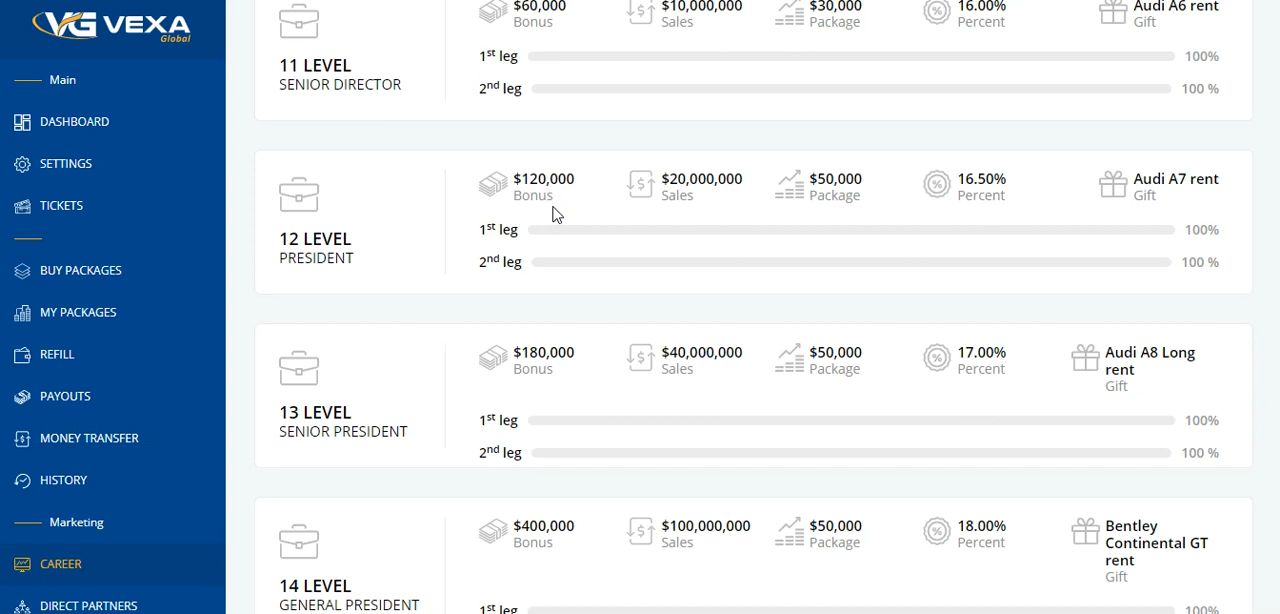 VG VEXA
Global
Main
DASHBOARD
SETTINGS
TICKETS
BUY PACKAGES
MY PACKAGES
REFILL
PAYOUTS
MONEY TRANSFER
HISTORY
Marketing
CAREER
DIRECT PARTNERS
$60,000 $10,000,000 $30,000 16.00% Audi A6 rent
Bonus Sales Package Percent Gift
11 LEVEL
SENIOR DIRECTOR
1st leg 100%
2nd leg 100 %
$120,000 $20,000,000 $50,000 16.50% Audi A7 rent
Bonus Sales Package Percent Gift
12 LEVEL
PRESIDENT
1st leg 100%
2nd leg 100 %
$180,000 $40,000,000 $50,000 17.00% Audi A8 Long
rent
Bonus Sales Package Percent Gift
13 LEVEL
SENIOR PRESIDENT
1st leg 100%
2nd leg 100 %
$400,000 $100,000,000 $50,000 18.00% Bentley
Continental GT
rent
Bonus Sales Package Percent Gift
14 LEVEL
GENERAL PRESIDENT
1st leg 100%